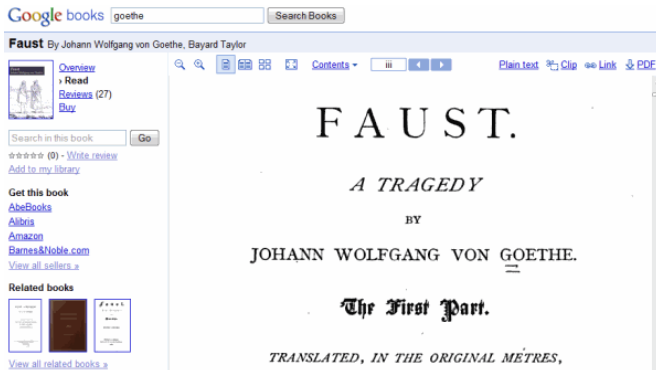 Google books goethe Search Books
Faust By Johann Wolfgang von Goethe, Bayard Taylor
Overview
› Read
Reviews (27)
Buy
Search in this book Go
☆☆☆☆☆ (0) - Write review
Add to my library
Get this book
AbeBooks
Alibris
Amazon
Barnes&Noble.com
View all sellers »
Related books
View all related books »
Contents iii Plain text Clip Link PDF
FAUST.
A TRAGEDY
BY
JOHANN WOLFGANG VON GOETHE.
The First Part.
TRANSLATED, IN THE ORIGINAL METRES,